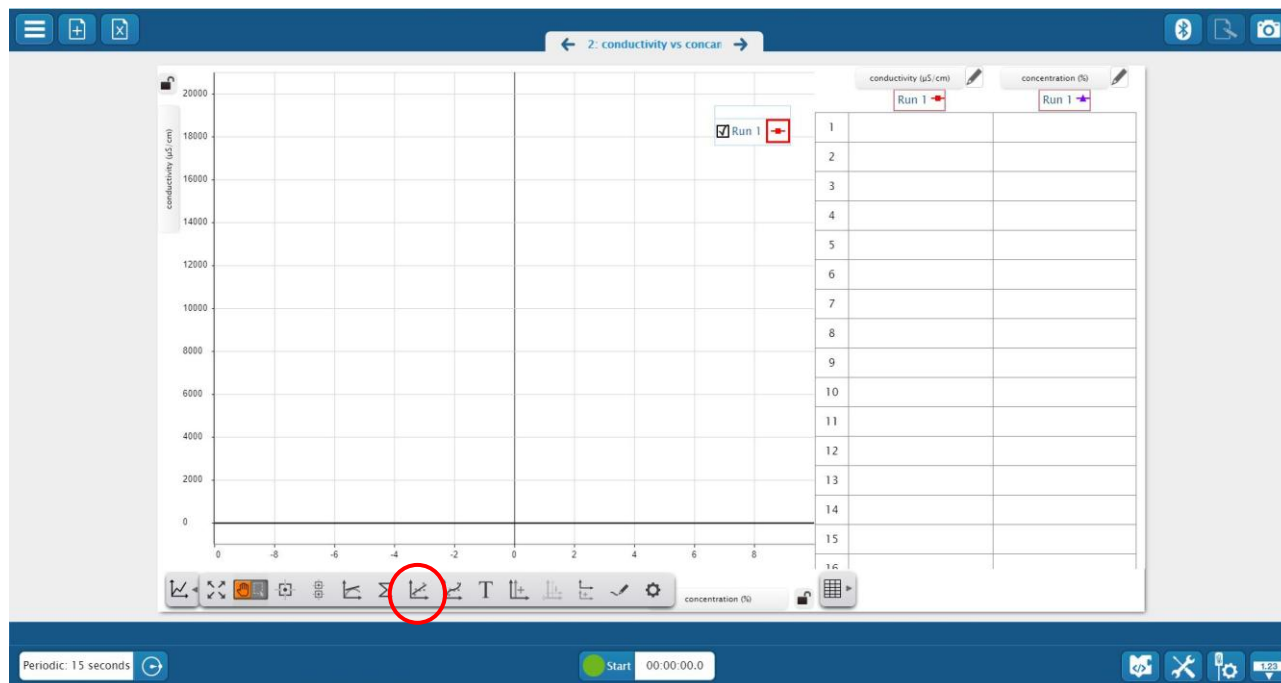 2: conductivity vs concar
conductivity (µS/cm)
20000
18000
16000
14000
12000
10000
8000
6000
4000
2000
0
0 -8 -6 -4 -2 0 2 4 6 8
Run 1
conductivity (µS/cm) concentration (%)
Run 1 Run 1
1
2
3
4
5
6
7
8
9
10
11
12
13
14
15
16
Σ T
concentration (%)
Periodic: 15 seconds
Start 00:00:00.0
1.23